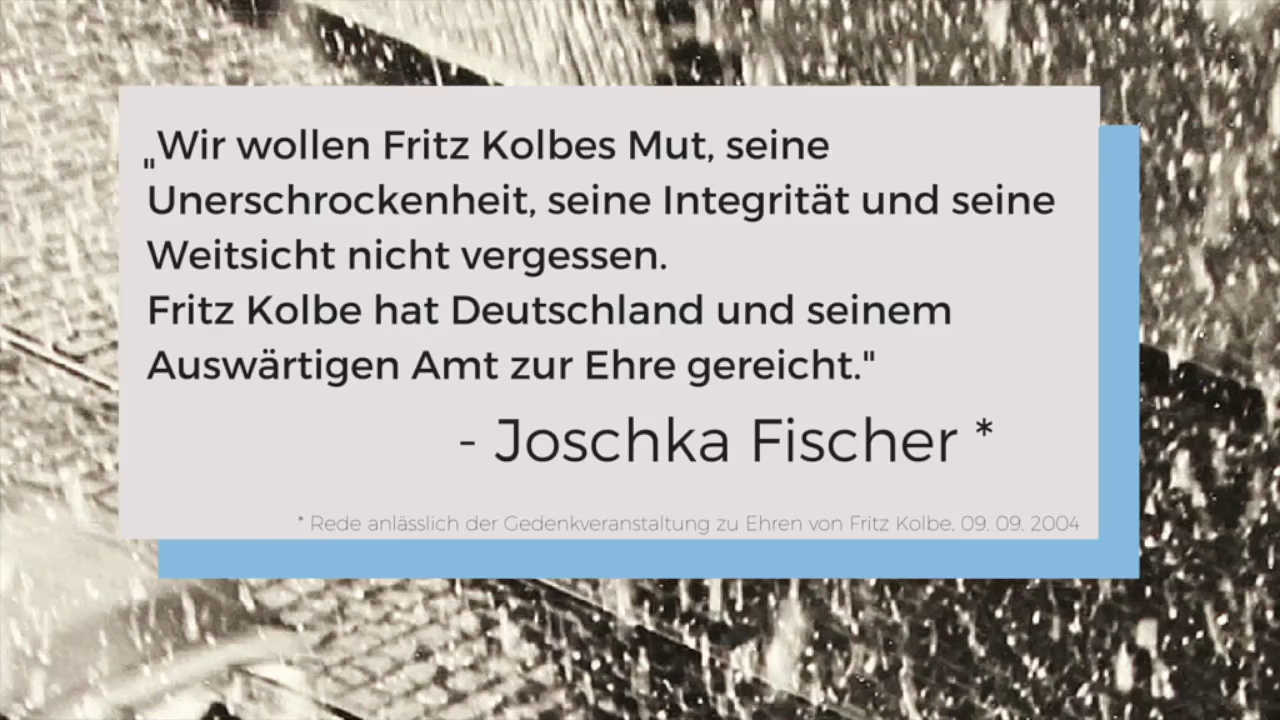 „Wir wollen Fritz Kolbes Mut, seine
Unerschrockenheit, seine Integrität und seine
Weitsicht nicht vergessen.
Fritz Kolbe hat Deutschland und seinem
Auswärtigen Amt zur Ehre gereicht."
- Joschka Fischer *
* Rede anlässlich der Gedenkveranstaltung zu Ehren von Fritz Kolbe, 09. 09. 2004